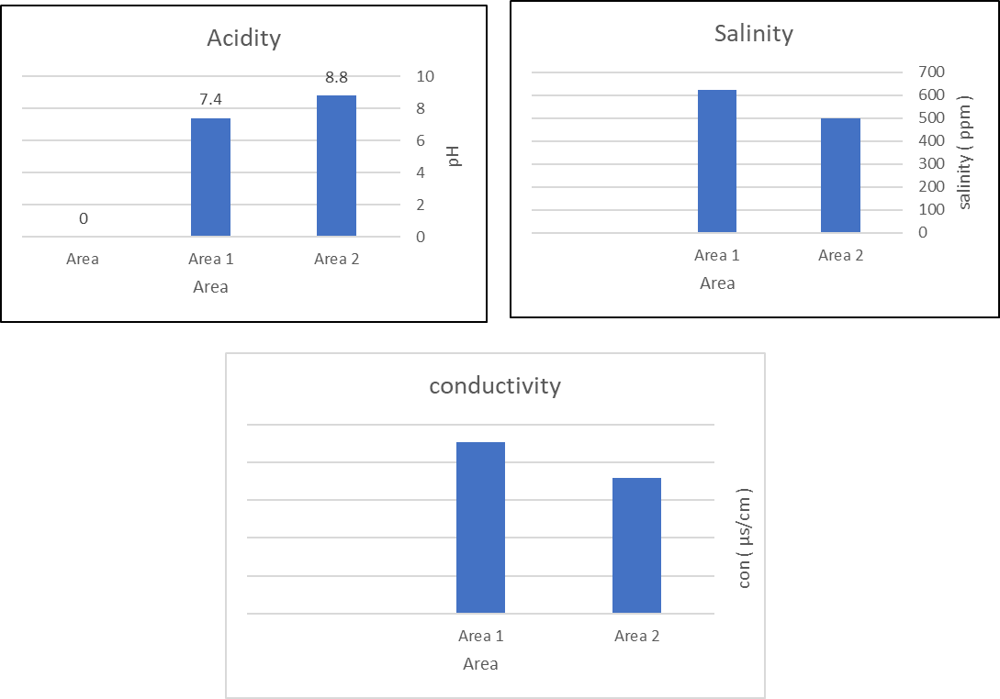 Acidity
10
8.8
7.4
8
6
pH
4
2
0
0
Area
Area 1
Area 2
Area
Salinity
700
600
500
400
300
200
100
0
salinity ( ppm )
Area 1
Area 2
Area
conductivity
con ( µs/cm )
Area 1
Area 2
Area